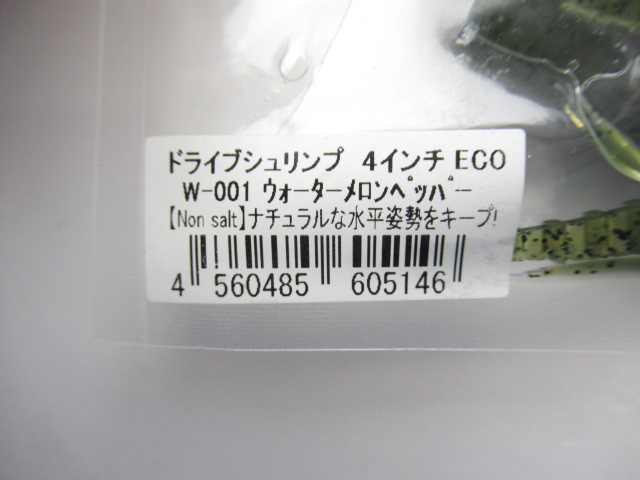 ドライブシュリンプ 4インチ ECO
W-001 ウォーターメロンペッパー
【Non salt】ナチュラルな水平姿勢をキープ!
4 560485 605146